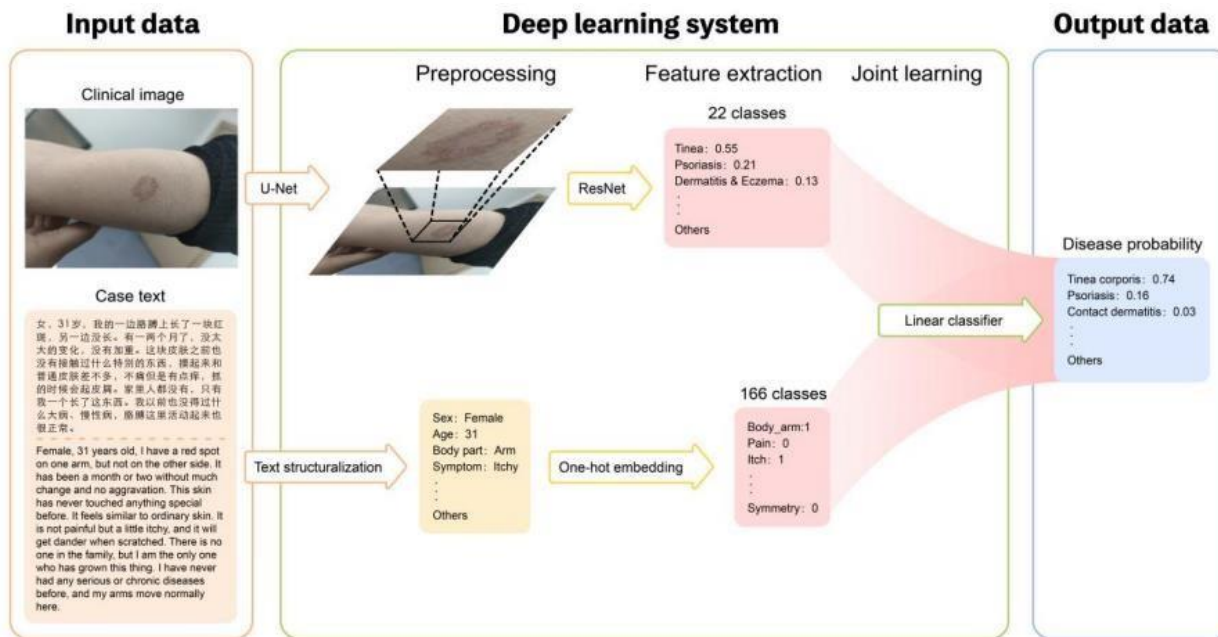 Input data
Deep learning system
Output data
Preprocessing
Feature extraction
Joint learning
Clinical image
U-Net
ResNet
22 classes
Tinea: 0.55
Psoriasis: 0.21
Dermatitis & Eczema: 0.13
.
.
.
Others
Case text
女，31岁，我的一边胳膊上长了一块红
斑，另一边没长。有一两个月了，没太
大的变化，没有加重。这块皮肤之前也
没有接触过什么特别的东西，摸起来和
普通皮肤差不多，不痛但是有点痒，抓
的时候会起皮屑。家里人都没有，只有
我一个长了这东西。我以前也没得过什
么大病、慢性病，胳膊这里活动起来也
很正常。
Female, 31 years old, I have a red spot
on one arm, but not on the other side. It
has been a month or two without much
change and no aggravation. This skin
has never touched anything special
before. It feels similar to ordinary skin. It
is not painful but a little itchy, and it will
get dander when scratched. There is no
one in the family, but I am the only one
who has grown this thing. I have never
had any serious or chronic diseases
before, and my arms move normally
here.
Text structuralization
Sex: Female
Age: 31
Body part: Arm
Symptom: Itchy
.
.
.
Others
One-hot embedding
166 classes
Body_arm:1
Pain: 0
Itch: 1
.
.
.
Symmetry: 0
Linear classifier
Disease probability
Tinea corporis: 0.74
Psoriasis: 0.16
Contact dermatitis: 0.03
.
.
.
Others